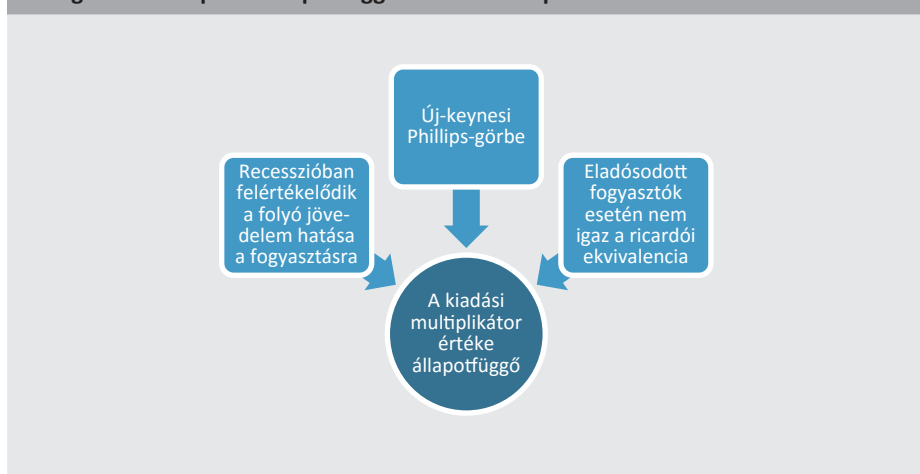 Új-keynesi
Phillips-görbe
Recesszióban
felértékelődik
a folyó jöve-
delem hatása
a fogyasztásra
Eladósodott
fogyasztók
esetén nem
igaz a ricardói
ekvivalencia
A kiadási
multiplikátor
értéke
állapotfüggő